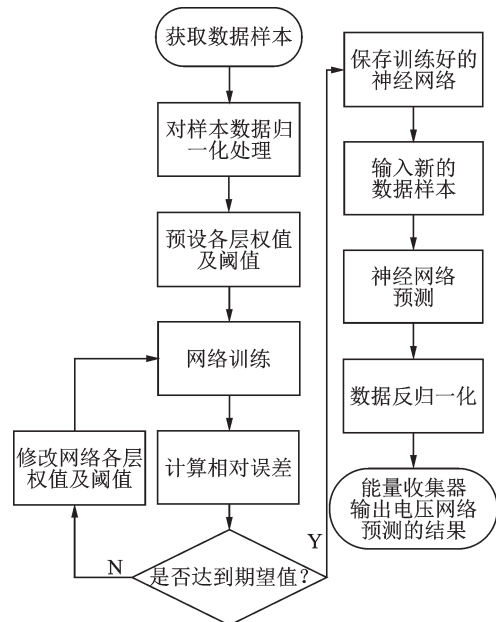 获取数据样本
对样本数据归
一化处理
预设各层权值
及阈值
网络训练
计算相对误差
是否达到期望值？
N
修改网络各层
权值及阈值
Y
保存训练好的
神经网络
输入新的
数据样本
神经网络
预测
数据反归一化
能量收集器
输出电压网络
预测的结果